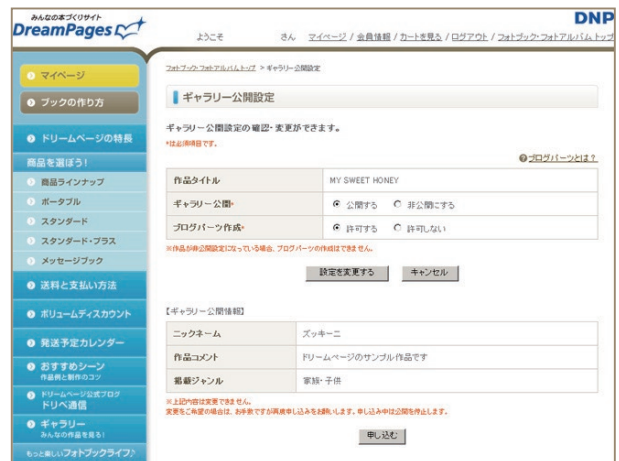 みんなの本づくりサイト
DreamPages
DNP
ようこそ さん マイページ / 会員情報 / カートを見る / ログアウト / フォトブック・フォトアルバムトップ
マイページ
ブックの作り方
ドリームページの特長
商品を選ぼう!
商品ラインナップ
ポータブル
スタンダード
スタンダード・プラス
メッセージブック
送料と支払い方法
ボリュームディスカウント
発送予定カレンダー
おすすめシーン
作品例と制作のコツ
ドリームページ公式ブログ
ドリペ通信
ギャラリー
みんなの作品を見る!
もっと楽しいフォトブックライフ♪
フォトブック・フォトアルバムトップ > ギャラリー公開設定
ギャラリー公開設定
ギャラリー公開設定の確認・変更ができます。
*は必須項目です。
ブログパーツとは?
作品タイトル MY SWEET HONEY
ギャラリー公開* 公開する 非公開にする
ブログパーツ作成* 許可する 許可しない
※作品が非公開設定になっている場合、ブログパーツの作成はできません。
設定を変更する キャンセル
【ギャラリー公開情報】
ニックネーム ズッキーニ
作品コメント ドリームページのサンプル作品です
掲載ジャンル 家族・子供
※上記内容は変更できません。
変更をご希望の場合は、お手数ですが再度申し込みをお願いします。申し込み中は公開を停止します。
申し込む